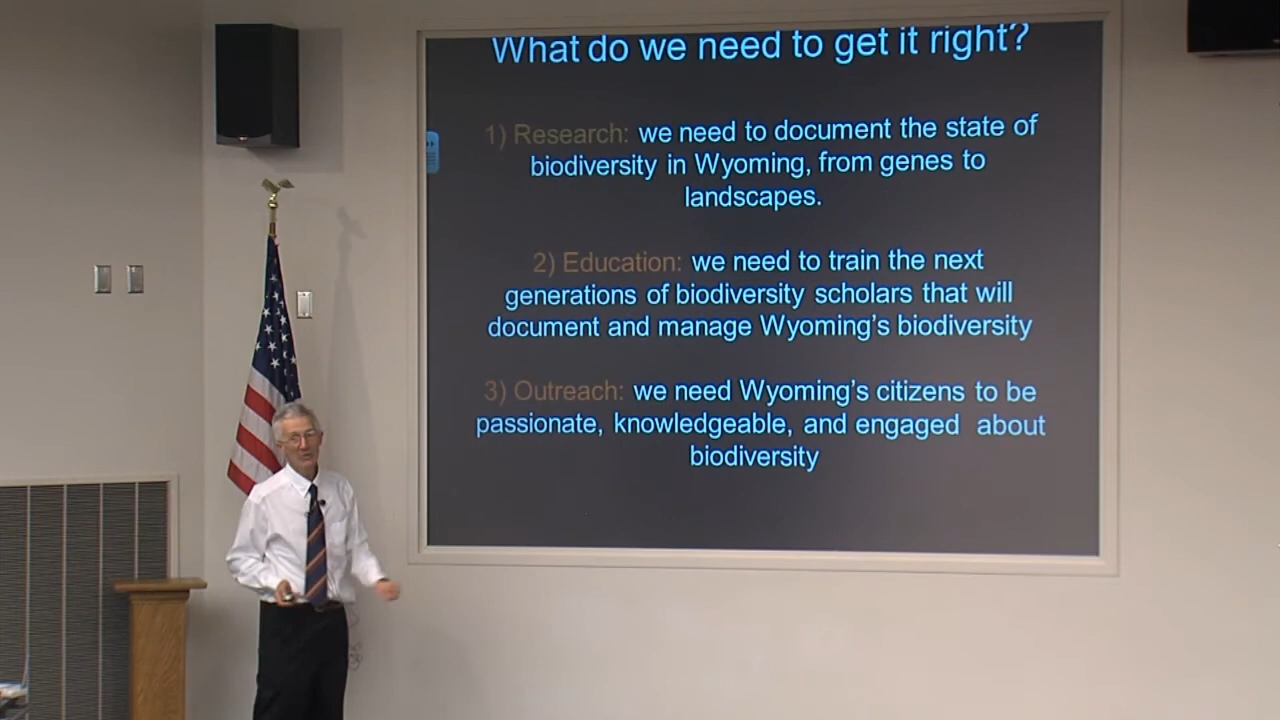 What do we need to get it right?
1) Research: we need to document the state of
biodiversity in Wyoming, from genes to
landscapes.
2) Education: we need to train the next
generations of biodiversity scholars that will
document and manage Wyoming's biodiversity
3) Outreach: we need Wyoming's citizens to be
passionate, knowledgeable, and engaged about
biodiversity